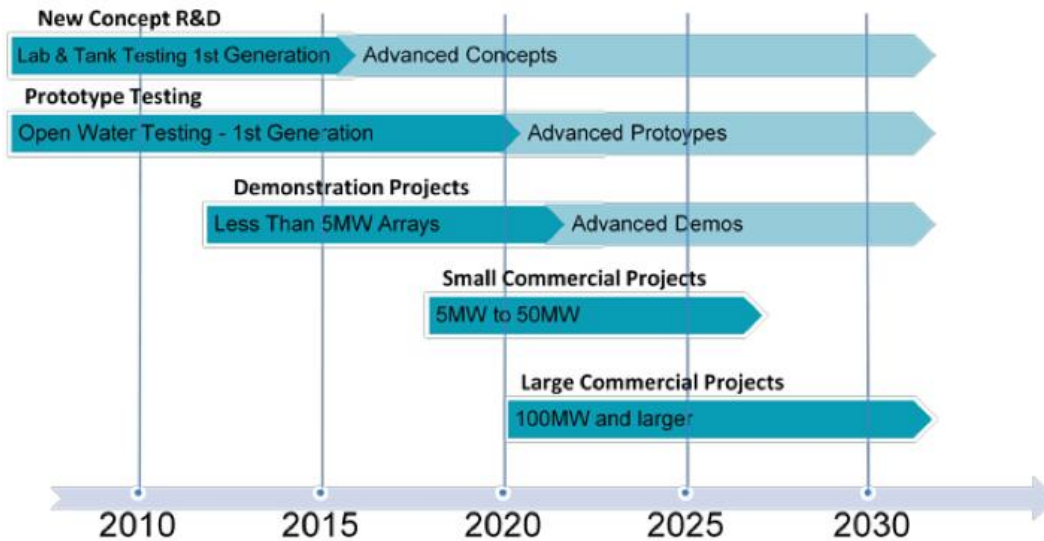 New Concept R&D
Lab & Tank Testing 1st Generation
Advanced Concepts
Prototype Testing
Open Water Testing - 1st Generation
Advanced Protoypes
Demonstration Projects
Less Than 5MW Arrays
Advanced Demos
Small Commercial Projects
5MW to 50MW
Large Commercial Projects
100MW and larger
2010
2015
2020
2025
2030